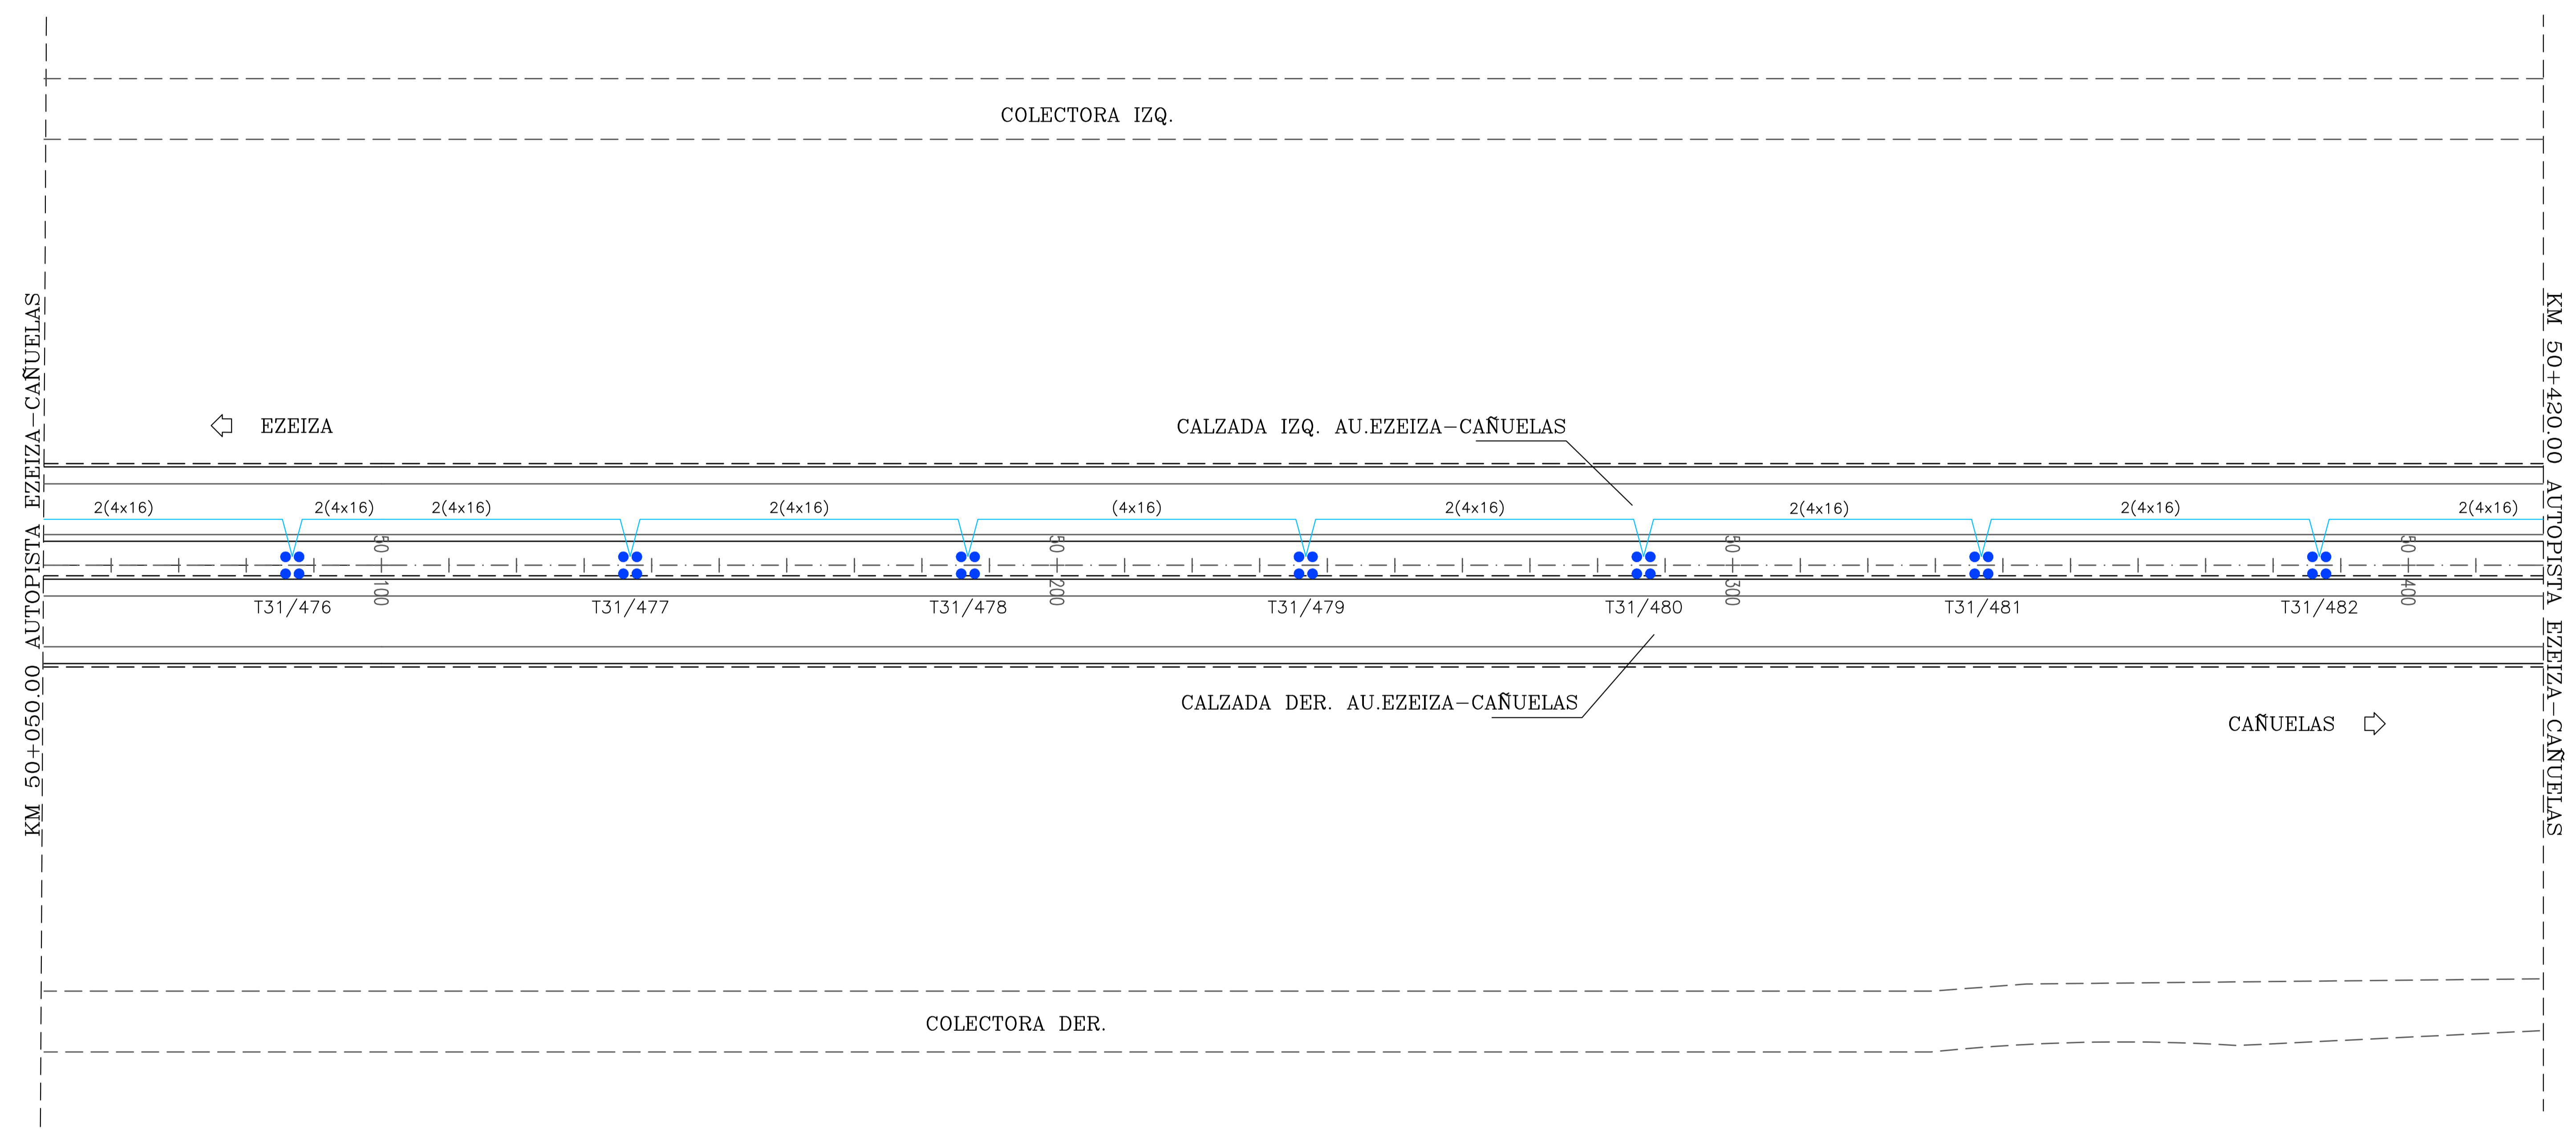 COLECTORA IZQ.
KM 50+050.00 AUTOPISTA EZEIZA-CAÑUELAS
KM 50+420.00 AUTOPISTA EZEIZA-CAÑUELAS
EZEIZA
CALZADA IZQ. AU.EZEIZA-CAÑUELAS
2(4x16) 2(4x16) 2(4x16) 2(4x16) (4x16) 2(4x16) 2(4x16) 2(4x16) 2(4x16)
50 50 50 50
100 200 300 400
T31/476 T31/477 T31/478 T31/479 T31/480 T31/481 T31/482
CALZADA DER. AU.EZEIZA-CAÑUELAS
CAÑUELAS
COLECTORA DER.